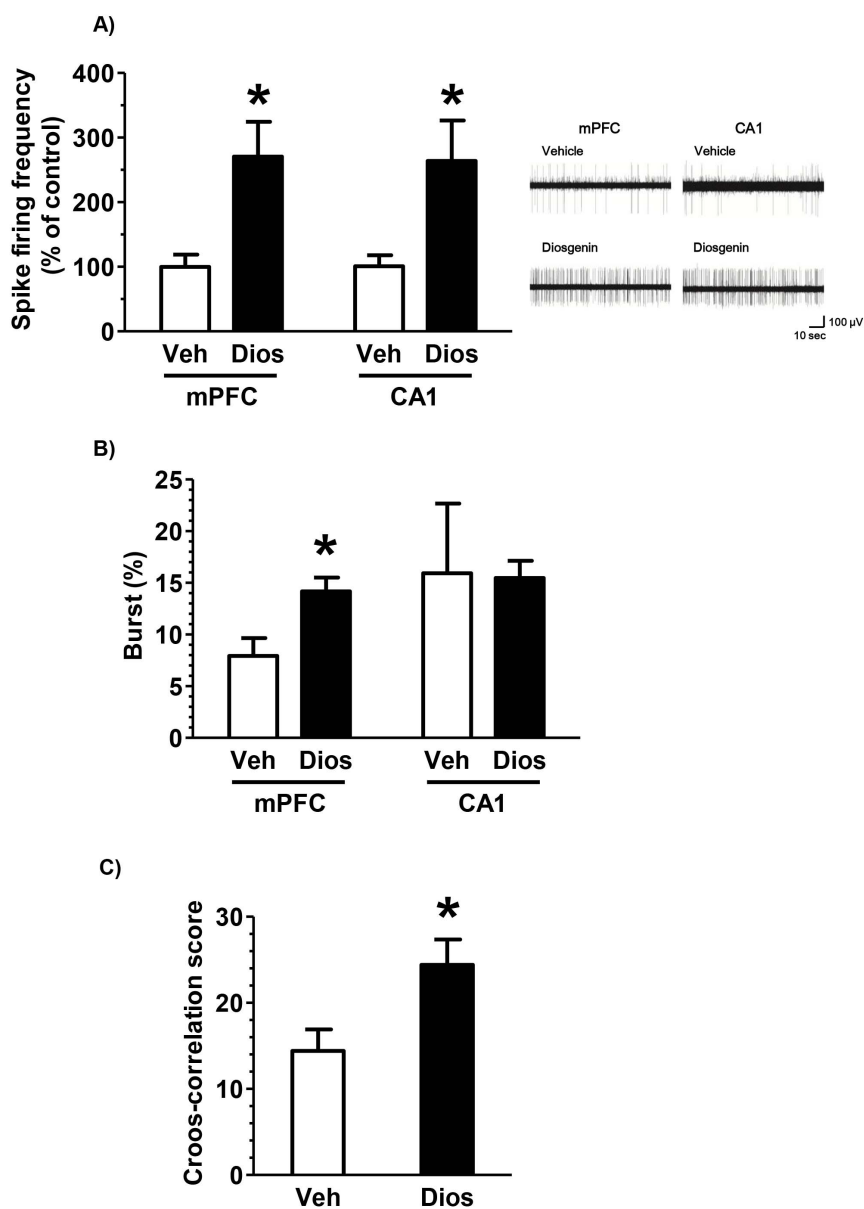 A)
Spike firing frequency
(% of control)
400
300
200
100
0
*
*
Veh Dios Veh Dios
mPFC CA1
mPFC CA1
Vehicle Vehicle
Diosgenin Diosgenin
100 µV
10 sec
B)
Burst (%)
25
20
15
10
5
0
*
Veh Dios Veh Dios
mPFC CA1
C)
Croos-correlation score
30
20
10
0
*
Veh Dios